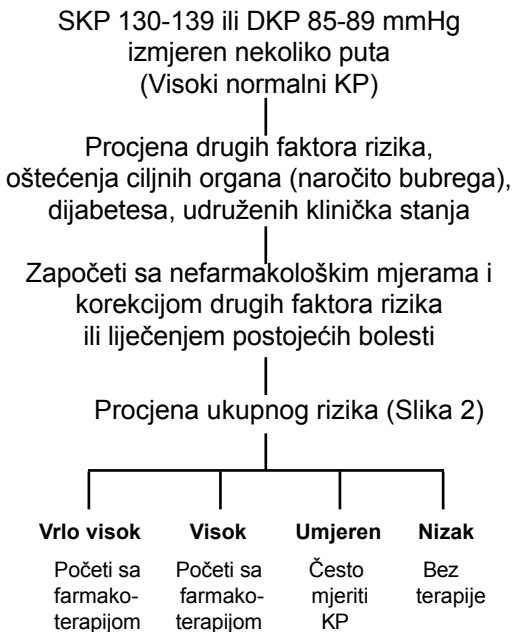 SKP 130-139 ili DKP 85-89 mmHg
izmjeren nekoliko puta
(Visoki normalni KP)
Procjena drugih faktora rizika,
oštećenja ciljnih organa (naročito bubrega),
dijabetesa, udruženih klinička stanja
Započeti sa nefarmakološkim mjerama i
korekcijom drugih faktora rizika
ili liječenjem postojećih bolesti
Procjena ukupnog rizika (Slika 2)
Vrlo visok
Početi sa
farmako-
terapijom
Visok
Početi sa
farmako-
terapijom
Umjeren
Često
mjeriti
KP
Nizak
Bez
terapije